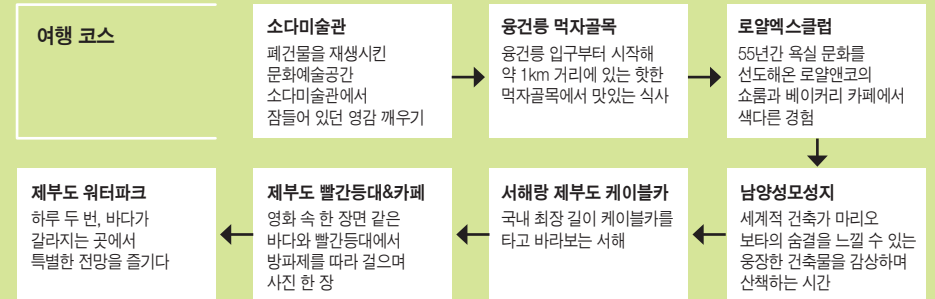 여행 코스
소다미술관
폐건물을 재생시킨
문화예술공간
소다미술관에서
잠들어 있던 영감 깨우기
융건릉 먹자골목
융건릉 입구부터 시작해
약 1km 거리에 있는 핫한
먹자골목에서 맛있는 식사
로얄엑스클럽
55년간 욕실 문화를
선도해온 로얄앤코의
쇼룸과 베이커리 카페에서
색다른 경험
남양성모성지
세계적 건축가 마리오
보타의 숨결을 느낄 수 있는
웅장한 건축물을 감상하며
산책하는 시간
서해랑 제부도 케이블카
국내 최장 길이 케이블카를
타고 바라보는 서해
제부도 빨간등대&카페
영화 속 한 장면 같은
바다와 빨간등대에서
방파제를 따라 걸으며
사진 한 장
제부도 워터파크
하루 두 번, 바다가
갈라지는 곳에서
특별한 전망을 즐기다